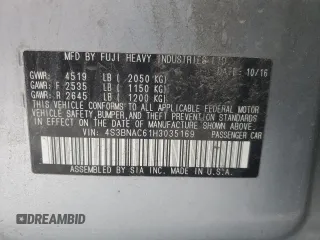 MFD BY FUJI HEAVY INDUSTRIES LTD
DATE: 10/16
GVWR: 4519 LB ( 2050 KG)
GAWR: F 2535 LB ( 1150 KG)
GAWR: R 2645 LB ( 1200 KG)
THIS VEHICLE CONFORMS TO ALL APPLICABLE FEDERAL MOTOR VEHICLE
SAFETY, BUMPER, AND THEFT PREVENTION STANDARDS IN EFFECT
ON THE DATE OF MANUFACTURE SHOWN ABOVE.
VIN: 4S3BNAC61H3035169 PASSENGER CAR
ASSEMBLED BY SIA INC. IN U.S.A.
DREAMBID